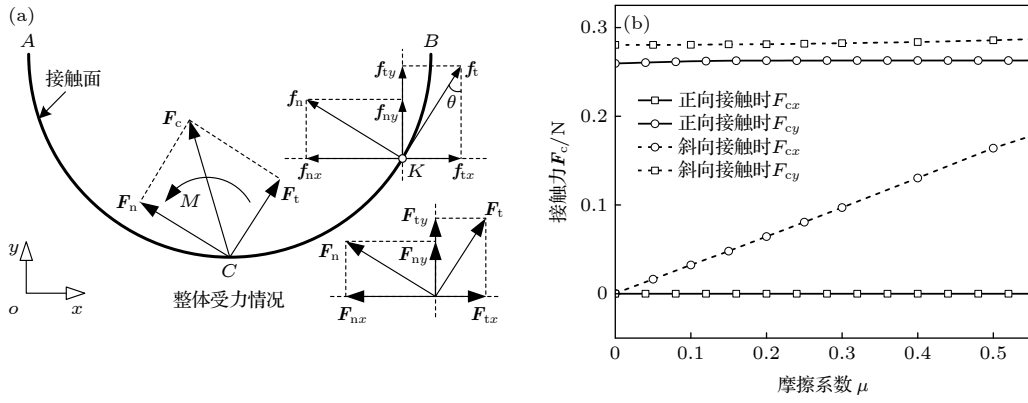 (a)
A
B
接触面
f_ty
f_t
θ
f_n
f_ny
K
f_nx
f_tx
F_c
M
F_n
F_t
C
整体受力情况
y
o
x
F_ty
F_t
F_n
F_ny
F_nx
F_tx
(b)
0.3
0.2
0.1
0
接触力F_c/N
正向接触时F_cx
正向接触时F_cy
斜向接触时F_cx
斜向接触时F_cy
0 0.1 0.2 0.3 0.4 0.5
摩擦系数 μ